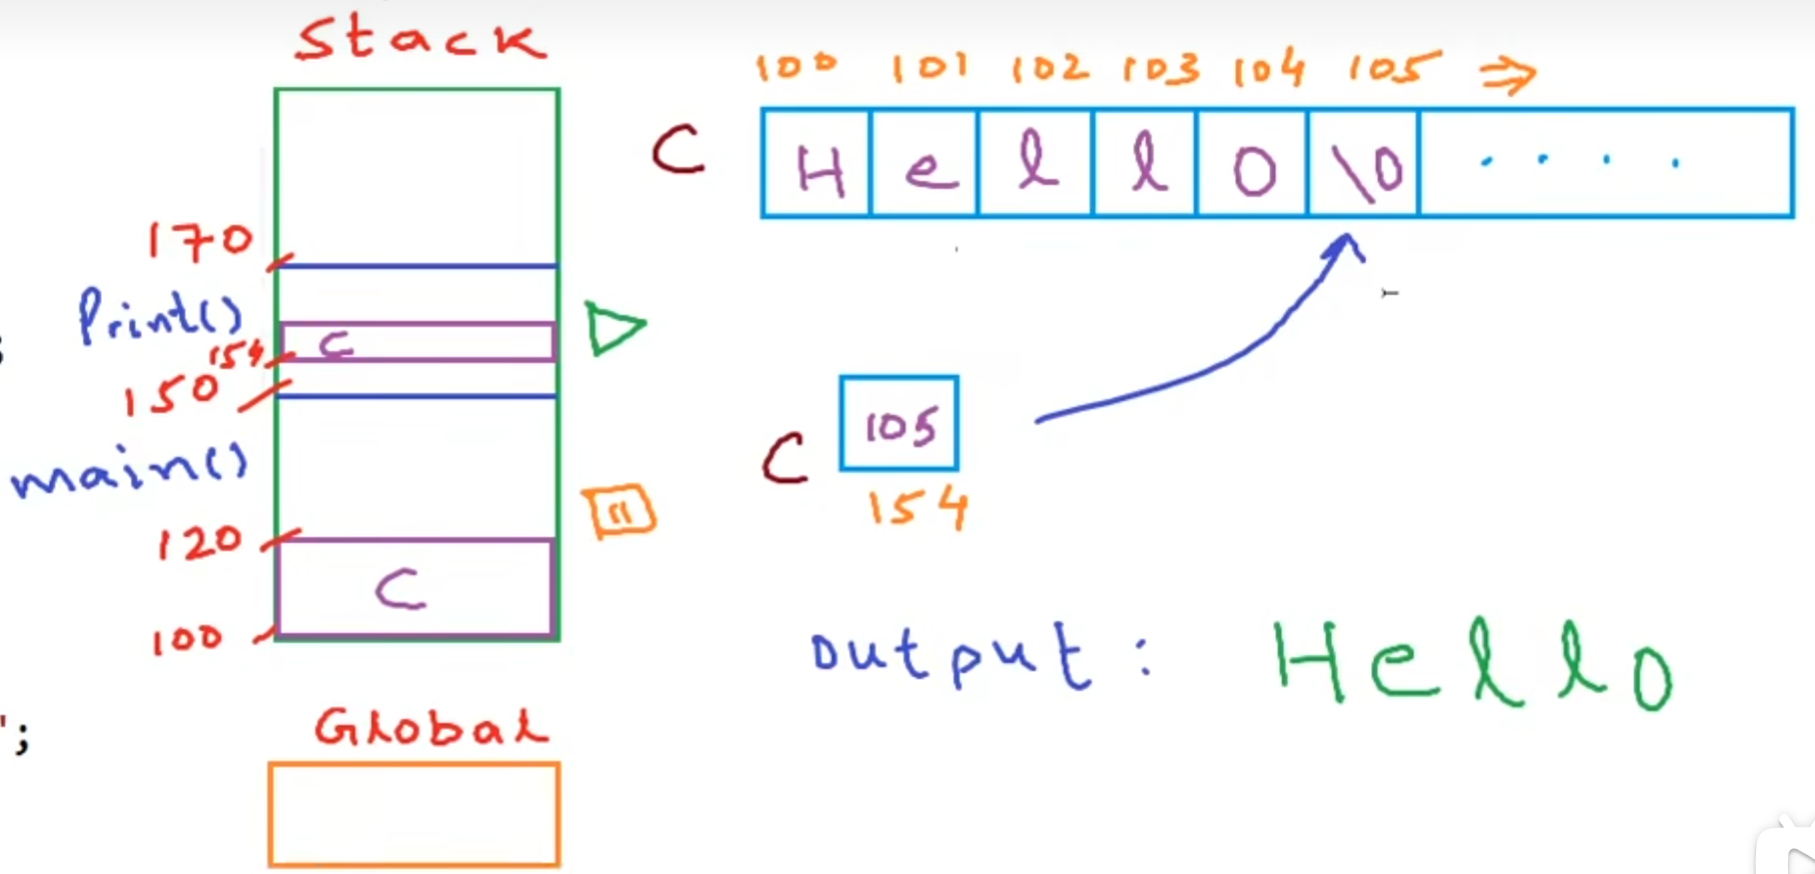 Stack
100 101 102 103 104 105 ⇒
C H e l l o \0 . . . .
170
Print()
154 C
150
C 105
154
main()
120
C
100
Output: Hello
Global
";
;